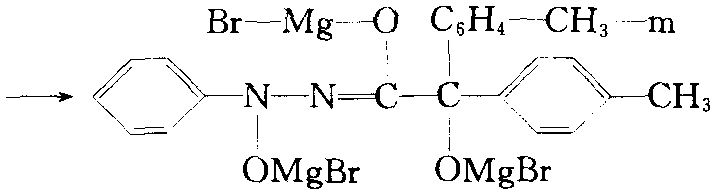 Br—Mg—O C₆H₄—CH₃—m
N—N=C—C CH₃
OMgBr OMgBr